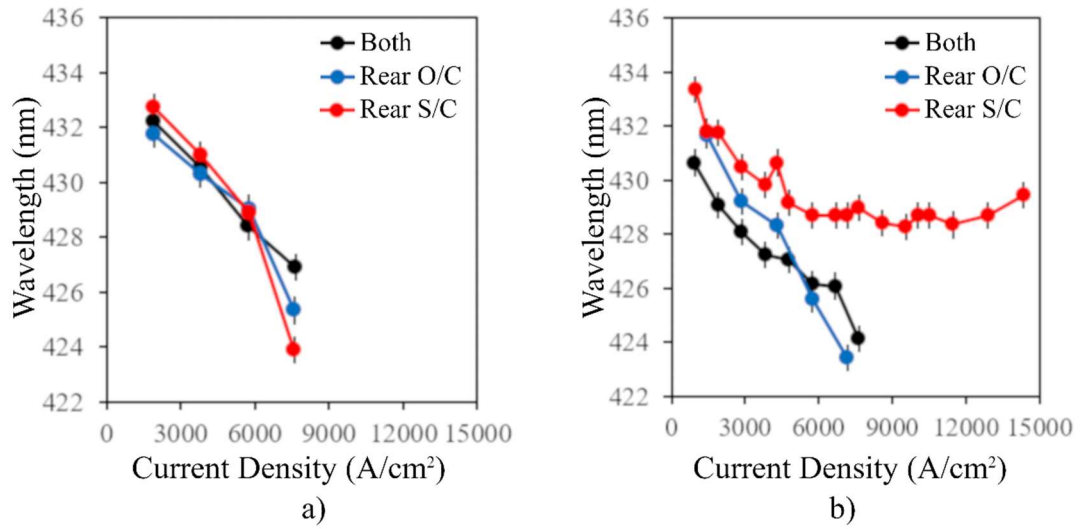 436
434
432
430
428
426
424
422
Wavelength (nm)
Both
Rear O/C
Rear S/C
0 3000 6000 9000 12000 15000
Current Density (A/cm²)
a)
436
434
432
430
428
426
424
422
Wavelength (nm)
Both
Rear O/C
Rear S/C
0 3000 6000 9000 12000 15000
Current Density (A/cm²)
b)